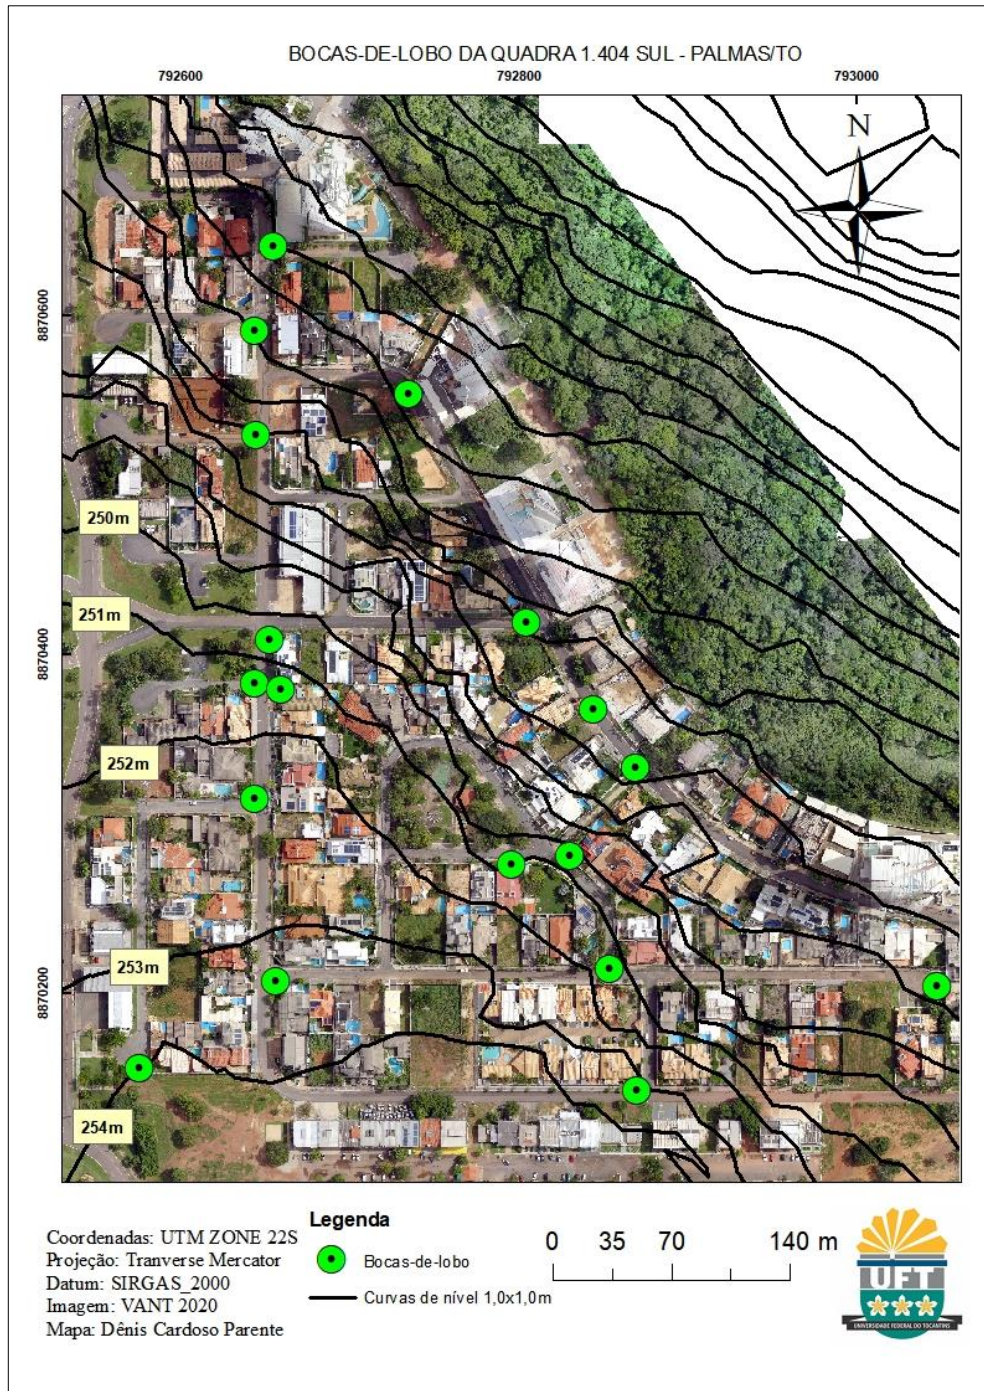 BOCAS-DE-LOBO DA QUADRA 1.404 SUL - PALMAS/TO
792600
792800
793000
N
8870600
250m
251m
8870400
252m
253m
8870200
254m
Coordenadas: UTM ZONE 22S
Projeção: Tranverse Mercator
Datum: SIRGAS_2000
Imagem: VANT 2020
Mapa: Dênis Cardoso Parente
Legenda
Bocas-de-lobo
Curvas de nível 1,0x1,0m
0 35 70 140 m
UFT
UNIVERSIDADE FEDERAL DO TOCANTINS